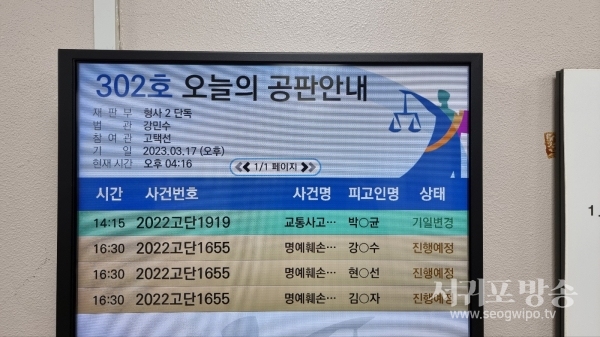 302호 오늘의 공판안내
재 판 부 형사 2 단독
법 관 강민수
참 여 관 고택선
기 일 2023.03.17 (오후)
현재 시간 오후 04:16
1/1 페이지
시간 사건번호 사건명 피고인명 상태
14:15 2022고단1919 교통사고… 박○균 기일변경
16:30 2022고단1655 명예훼손… 강○수 진행예정
16:30 2022고단1655 명예훼손… 현○선 진행예정
16:30 2022고단1655 명예훼손… 김○자 진행예정
서귀포방송
www.seogwipo.tv
1.